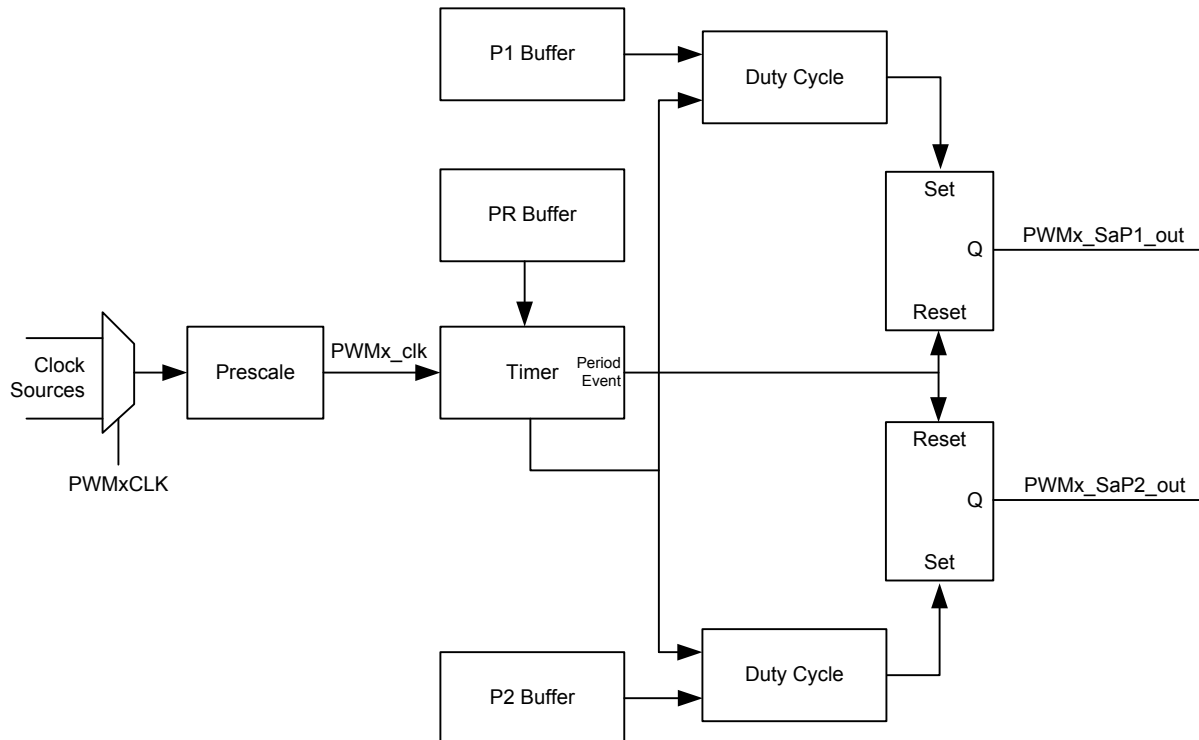 P1 Buffer
Duty Cycle
PR Buffer
Set
Q
Reset
PWMx_SaP1_out
Clock
Sources
PWMxCLK
Prescale
PWMx_clk
Timer
Period
Event
Reset
Q
Set
PWMx_SaP2_out
P2 Buffer
Duty Cycle